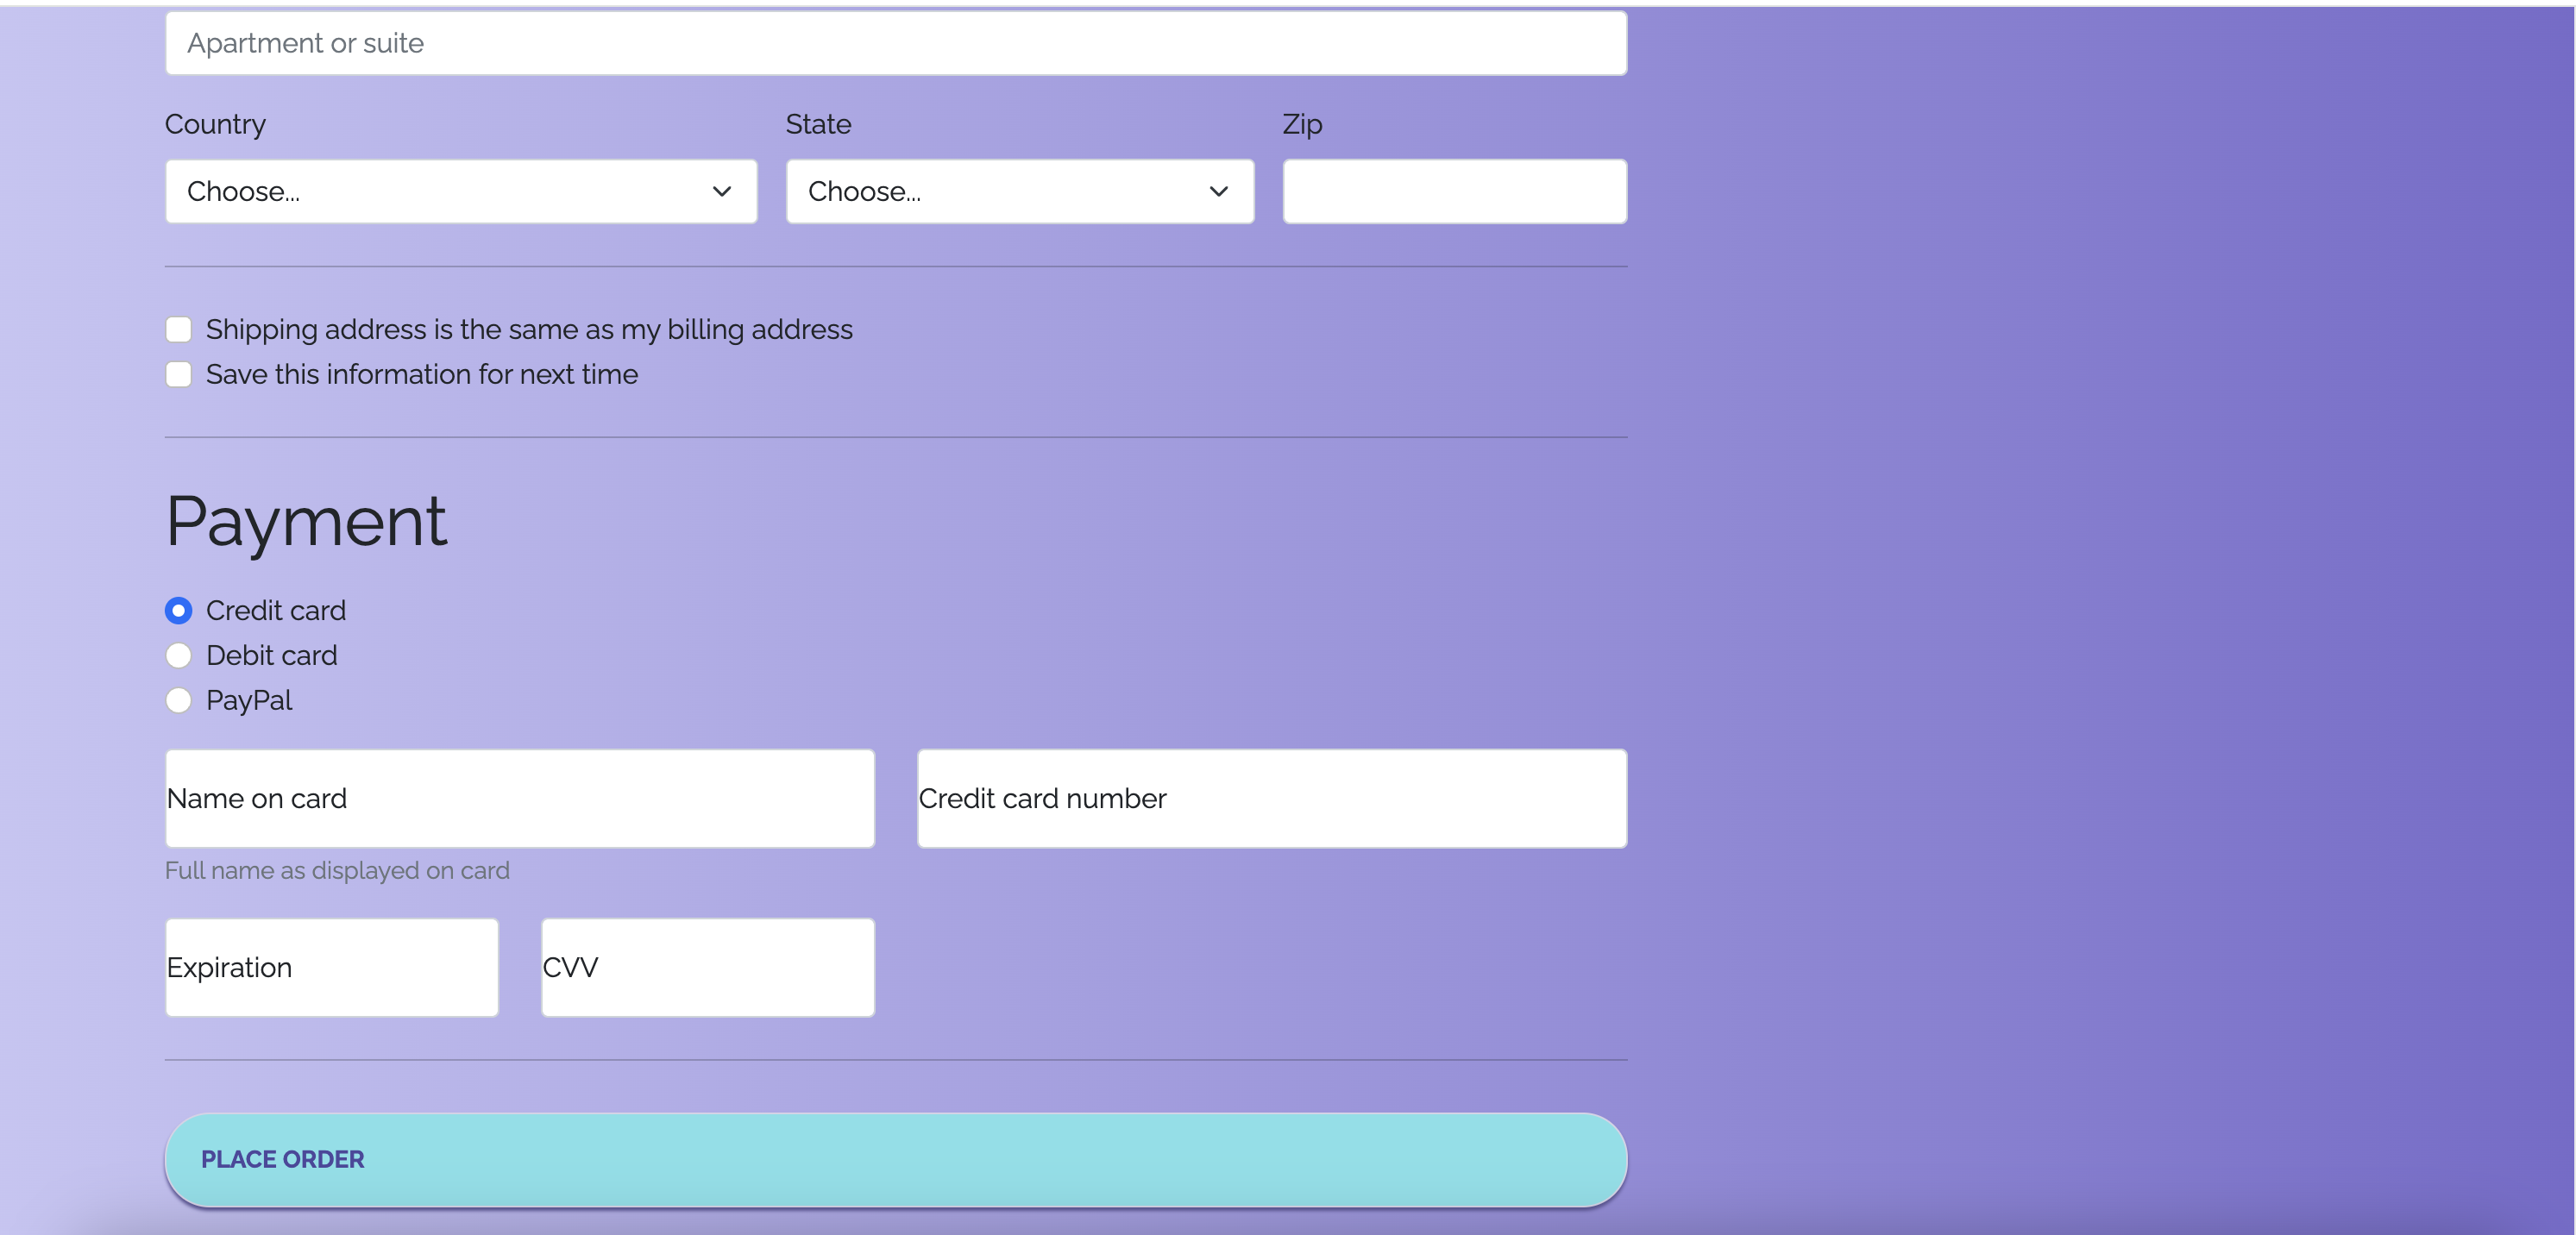 Apartment or suite
Country State Zip
Choose... Choose...
Shipping address is the same as my billing address
Save this information for next time
Payment
Credit card
Debit card
PayPal
Name on card Credit card number
Full name as displayed on card
Expiration CVV
PLACE ORDER